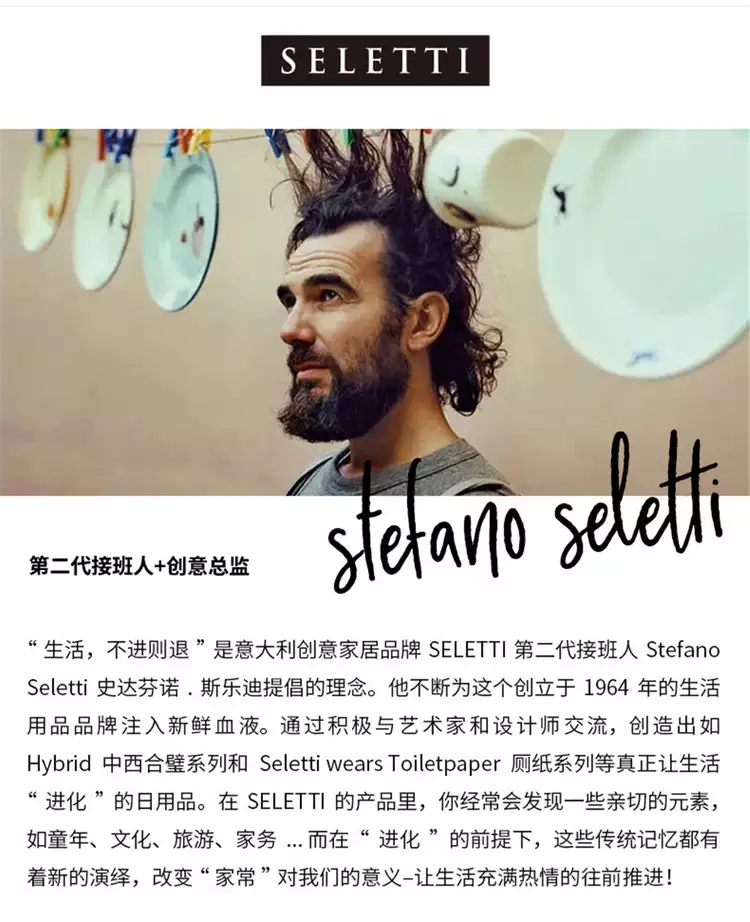 SELETTI
stefano seletti
第二代接班人+创意总监
“生活，不进则退”是意大利创意家居品牌 SELETTI 第二代接班人 Stefano
Seletti 史达芬诺 . 斯乐迪提倡的理念。他不断为这个创立于 1964 年的生活
用品品牌注入新鲜血液。通过积极与艺术家和设计师交流，创造出如
Hybrid 中西合璧系列和 Seletti wears Toiletpaper 厕纸系列等真正让生活
“进化”的日用品。在 SELETTI 的产品里，你经常会发现一些亲切的元素，
如童年、文化、旅游、家务 ... 而在“进化”的前提下，这些传统记忆都有
着新的演绎，改变“家常”对我们的意义–让生活充满热情的往前推进！